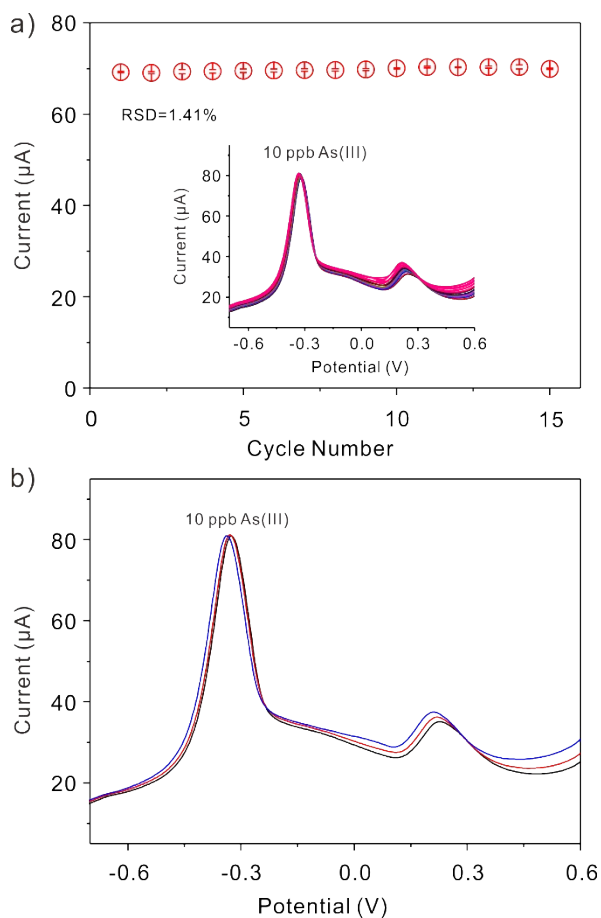 a)
80
60
40
20
0
Current (µA)
RSD=1.41%
10 ppb As(III)
80
60
40
20
Current (µA)
-0.6 -0.3 0.0 0.3 0.6
Potential (V)
0 5 10 15
Cycle Number
b)
10 ppb As(III)
80
60
40
20
Current (µA)
-0.6 -0.3 0.0 0.3 0.6
Potential (V)